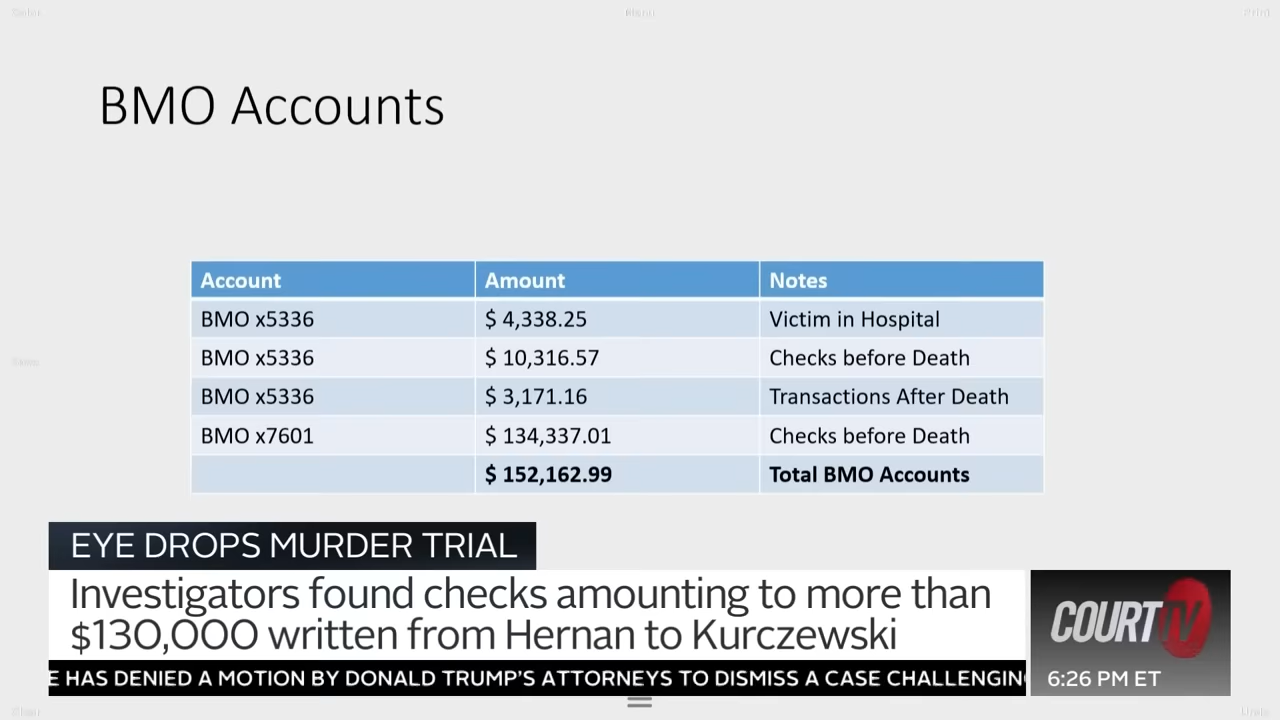 Menu
Print
BMO Accounts
Account Amount Notes
BMO x5336 $ 4,338.25 Victim in Hospital
BMO x5336 $ 10,316.57 Checks before Death
BMO x5336 $ 3,171.16 Transactions After Death
BMO x7601 $ 134,337.01 Checks before Death
$ 152,162.99 Total BMO Accounts
EYE DROPS MURDER TRIAL
Investigators found checks amounting to more than
$130,000 written from Hernan to Kurczewski
COURT TV
E HAS DENIED A MOTION BY DONALD TRUMP'S ATTORNEYS TO DISMISS A CASE CHALLENGIN
6:26 PM ET